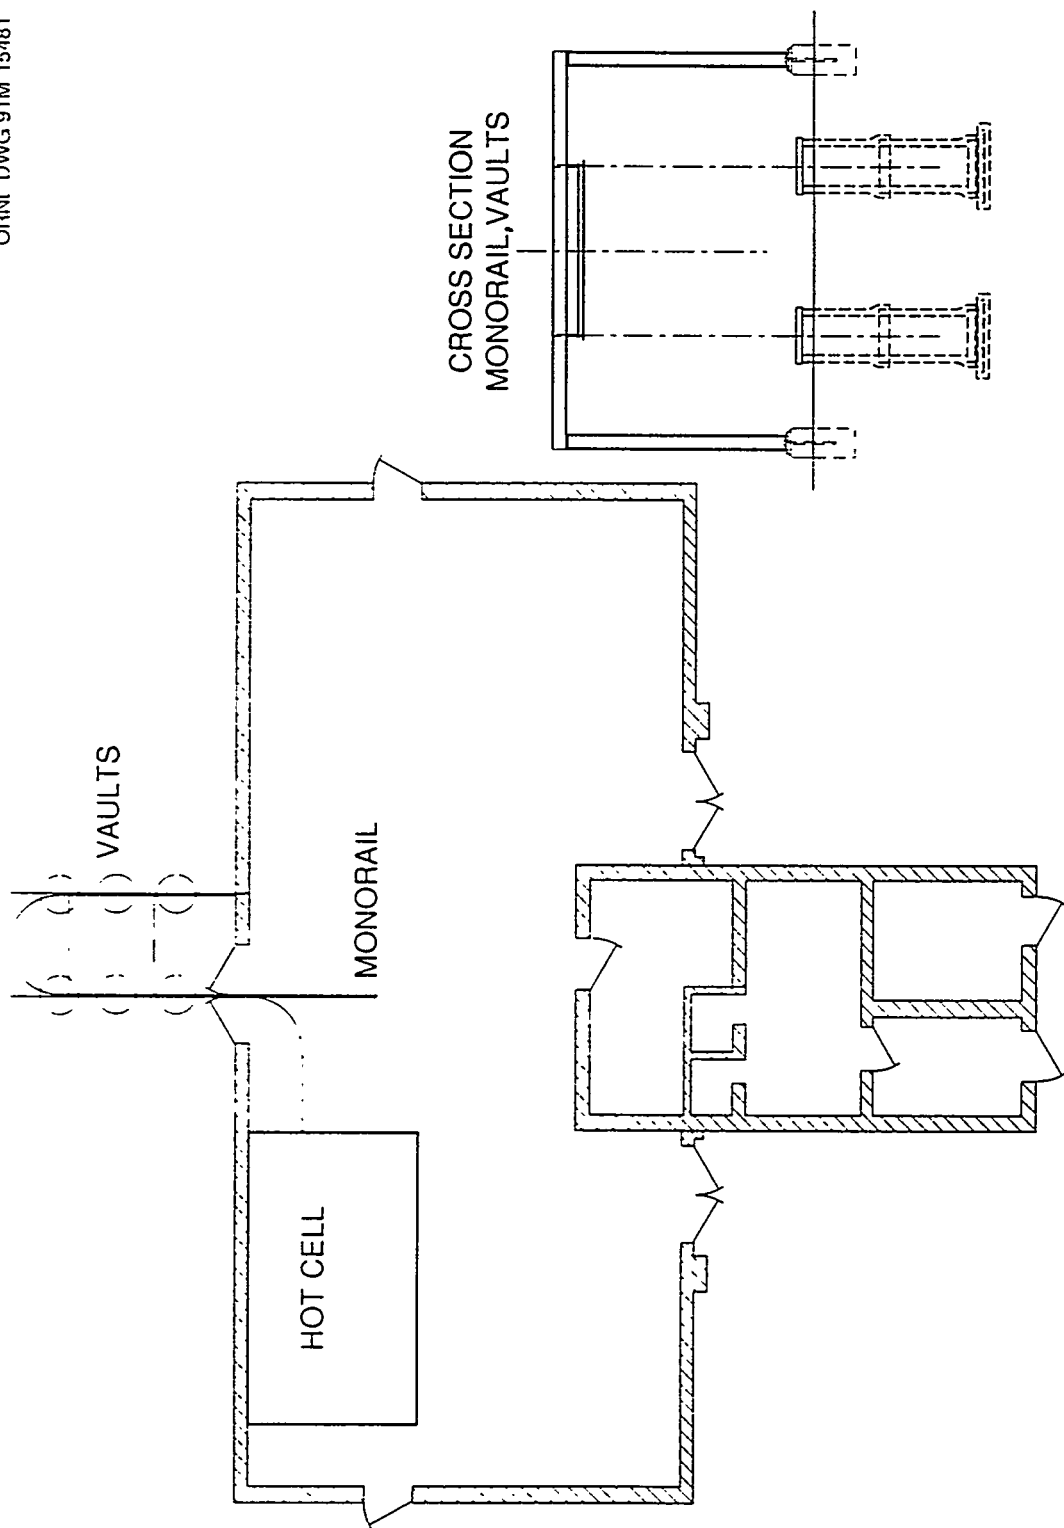 ORNL DWG 91M 15481
CROSS SECTION
MONORAIL,VAULTS
VAULTS
MONORAIL
HOT CELL